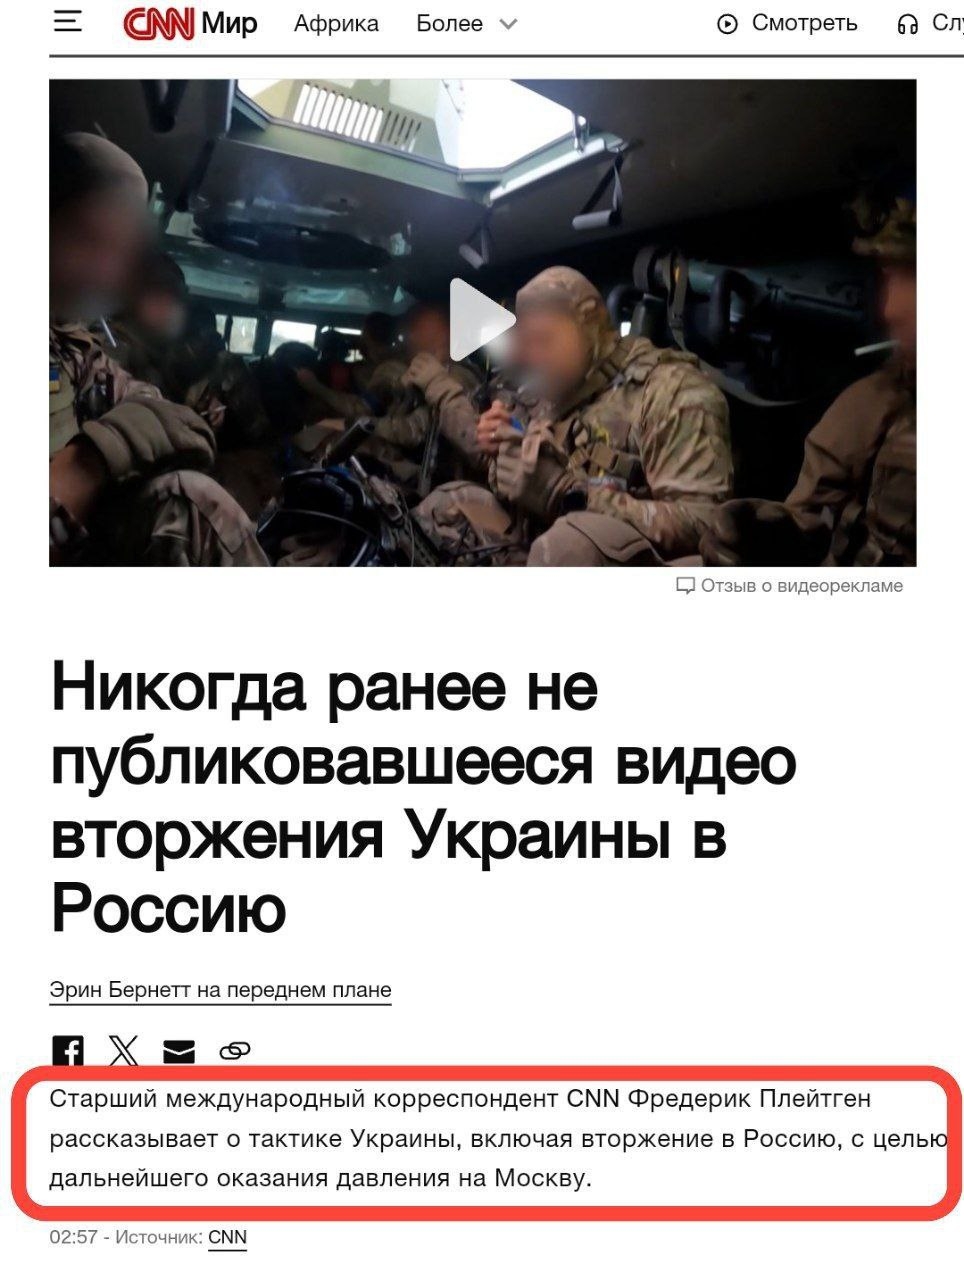 CNN Мир Африка Более Смотреть
Отзыв о видеорекламе
Никогда ранее не
публиковавшееся видео
вторжения Украины в
Россию
Эрин Бернетт на переднем плане
Старший международный корреспондент CNN Фредерик Плейтген
рассказывает о тактике Украины, включая вторжение в Россию, с целью
дальнейшего оказания давления на Москву.
02:57 - Источник: CNN